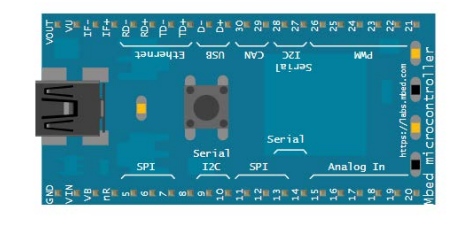 VOUT VU IF- IF+ RD- RD+ TD- TD+ D- D+ 30 29 28 27 26 25 24 23 22 21
Ethernet USB CAN I2C PWM
Serial
https://labs.mbed.com
Mbed microcontroller
Serial
Serial
SPI I2C SPI Analog In
GND VIN VB nR 5 6 7 8 9 10 11 12 13 14 15 16 17 18 19 20